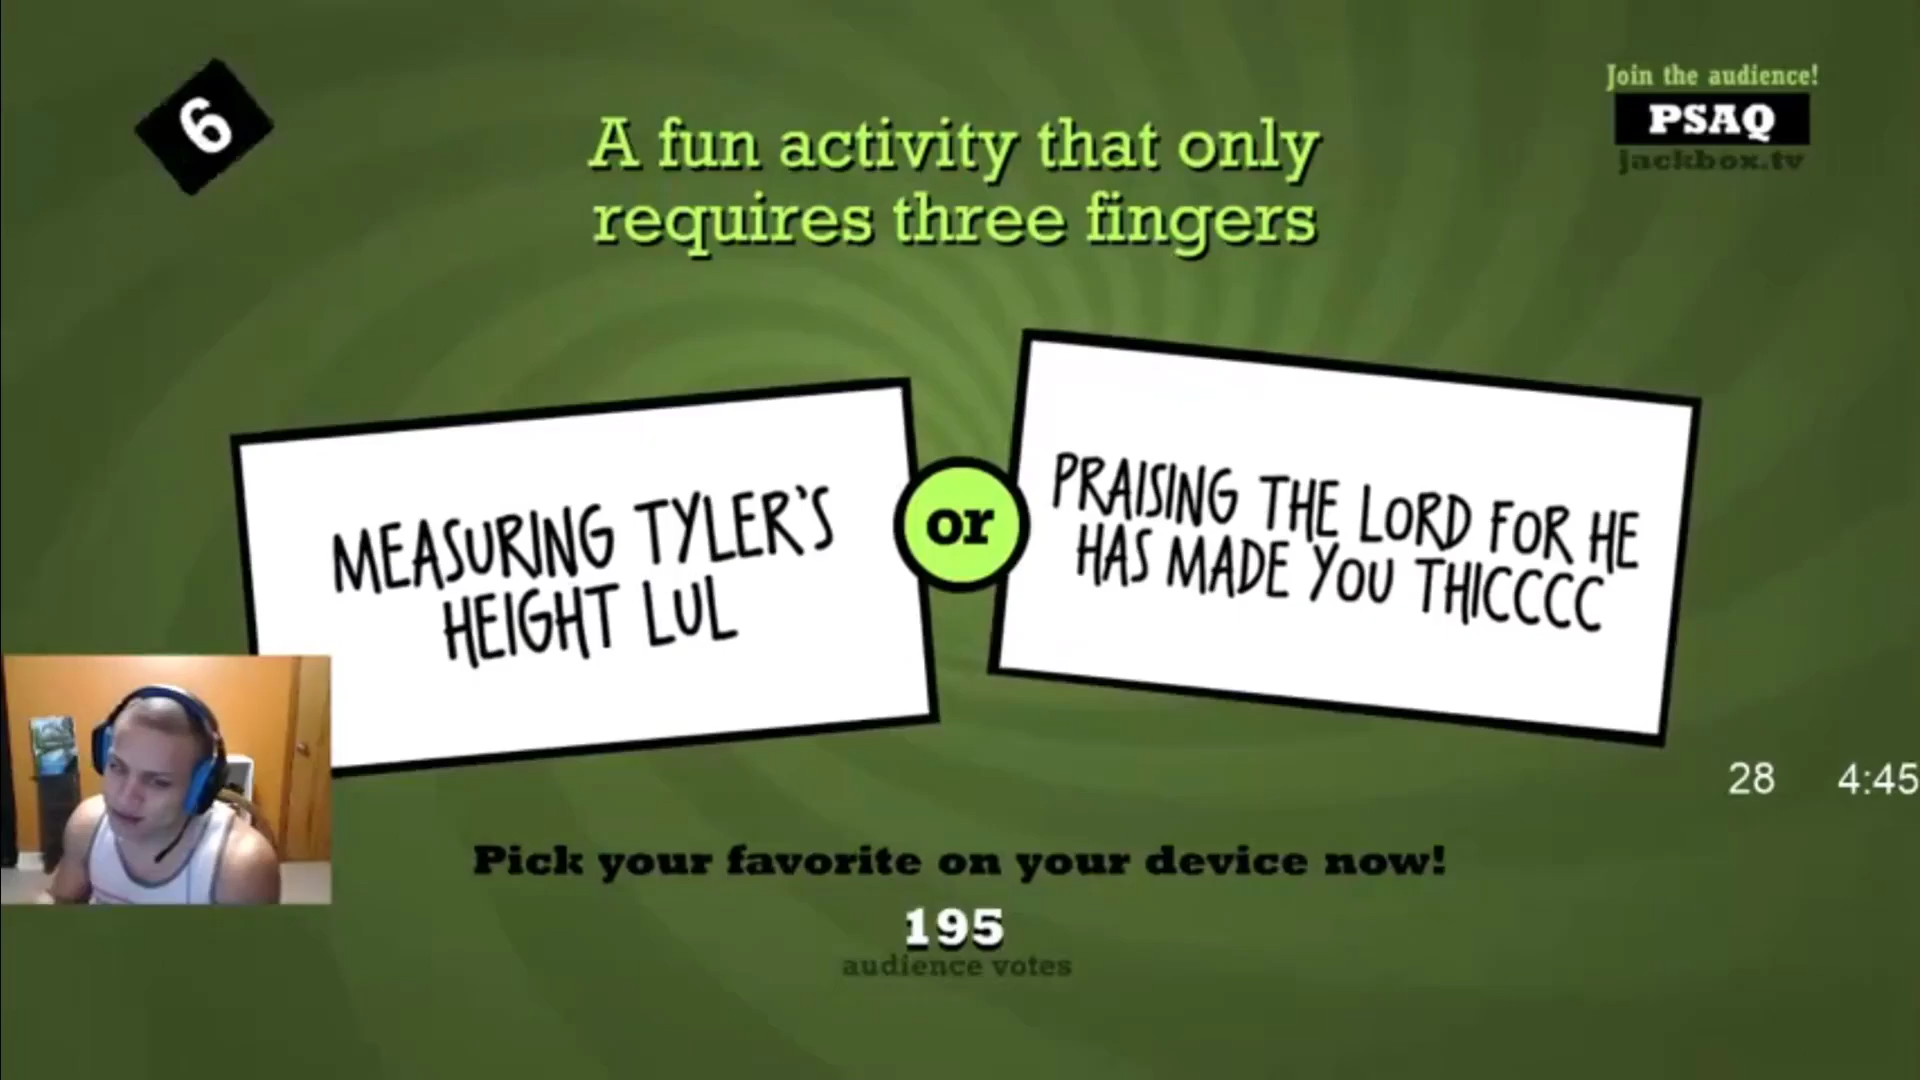 6
A fun activity that only
requires three fingers
Join the audience!
PSAQ
jackbox.tv
MEASURING TYLER'S
HEIGHT LUL
or
PRAISING THE LORD FOR HE
HAS MADE YOU THICCCC
28 4:45
Pick your favorite on your device now!
195
audience votes